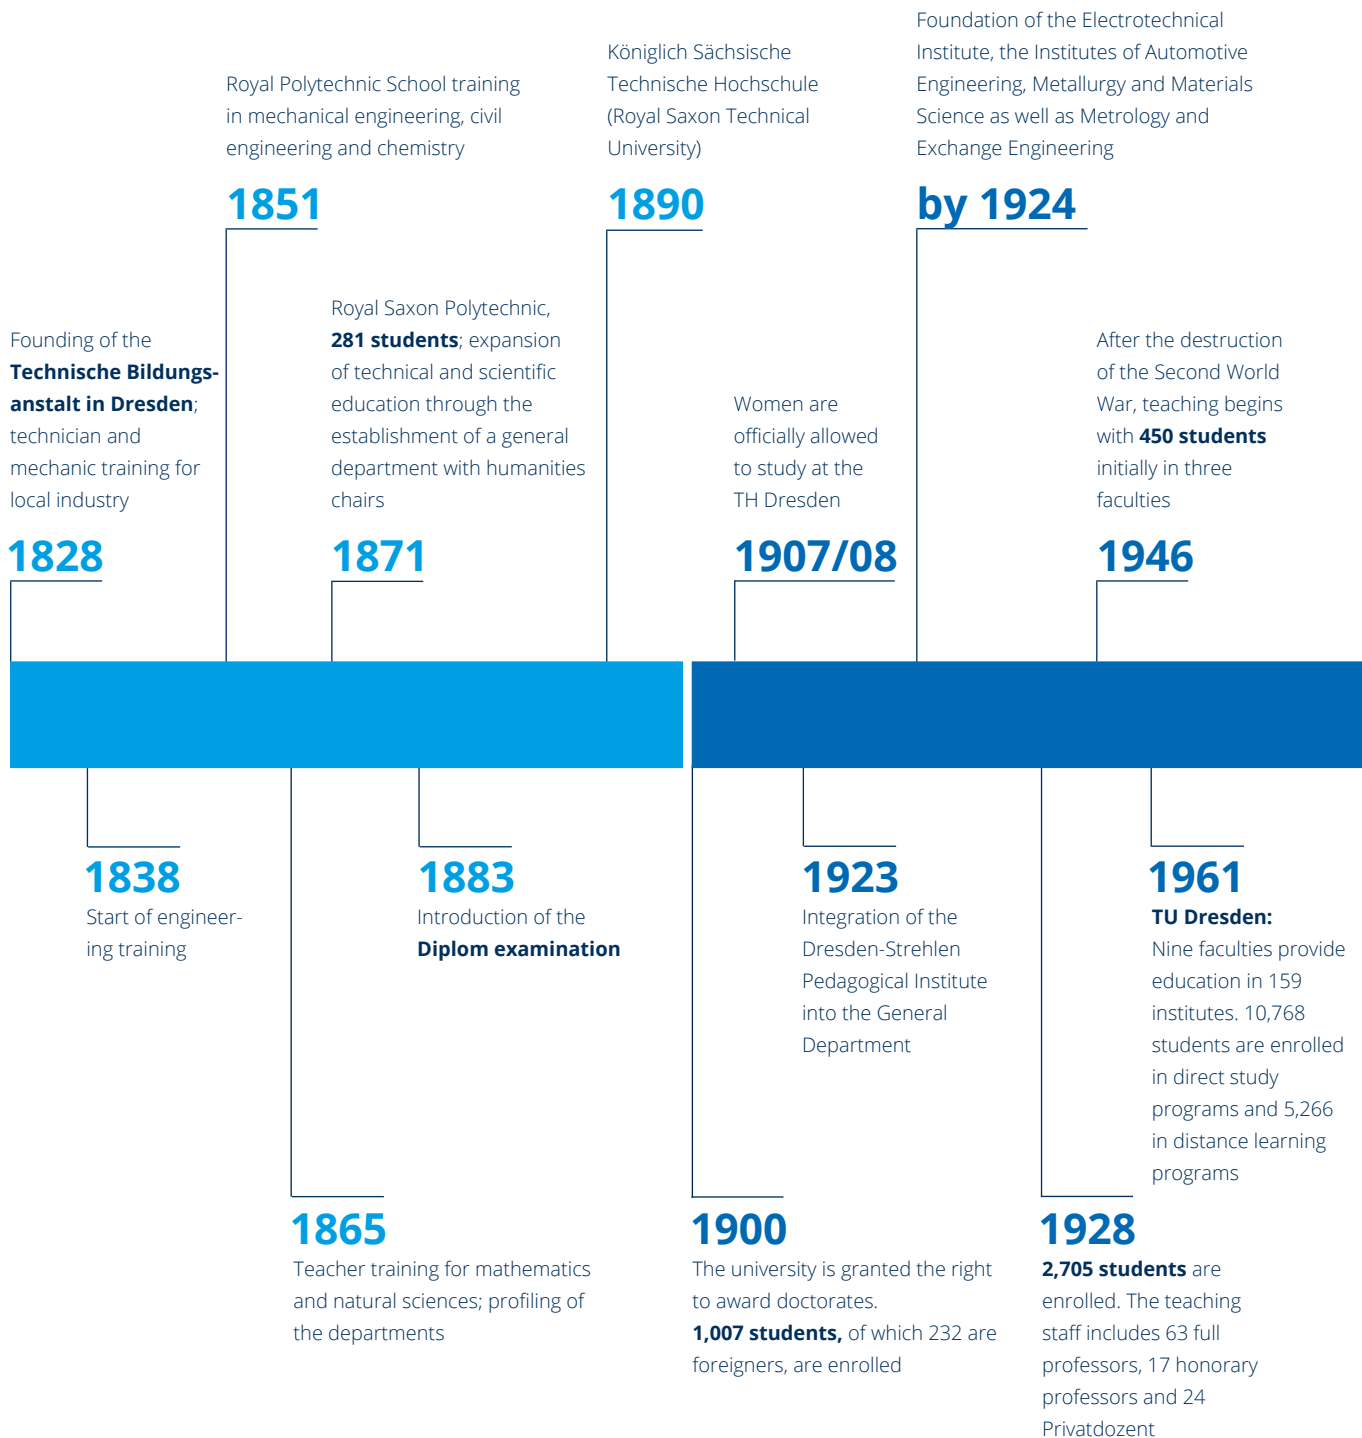 Foundation of the Electrotechnical
Institute, the Institutes of Automotive
Engineering, Metallurgy and Materials
Science as well as Metrology and
Exchange Engineering
by 1924
Königlich Sächsische
Technische Hochschule
(Royal Saxon Technical
University)
1890
Royal Polytechnic School training
in mechanical engineering, civil
engineering and chemistry
1851
Founding of the
Technische Bildungs-
anstalt in Dresden;
technician and
mechanic training for
local industry
1828
Royal Saxon Polytechnic,
281 students; expansion
of technical and scientific
education through the
establishment of a general
department with humanities
chairs
1871
Women are
officially allowed
to study at the
TH Dresden
1907/08
After the destruction
of the Second World
War, teaching begins
with 450 students
initially in three
faculties
1946
1838
Start of engineer-
ing training
1883
Introduction of the
Diplom examination
1923
Integration of the
Dresden-Strehlen
Pedagogical Institute
into the General
Department
1961
TU Dresden:
Nine faculties provide
education in 159
institutes. 10,768
students are enrolled
in direct study
programs and 5,266
in distance learning
programs
1865
Teacher training for mathematics
and natural sciences; profiling of
the departments
1900
The university is granted the right
to award doctorates.
1,007 students, of which 232 are
foreigners, are enrolled
1928
2,705 students are
enrolled. The teaching
staff includes 63 full
professors, 17 honorary
professors and 24
Privatdozent